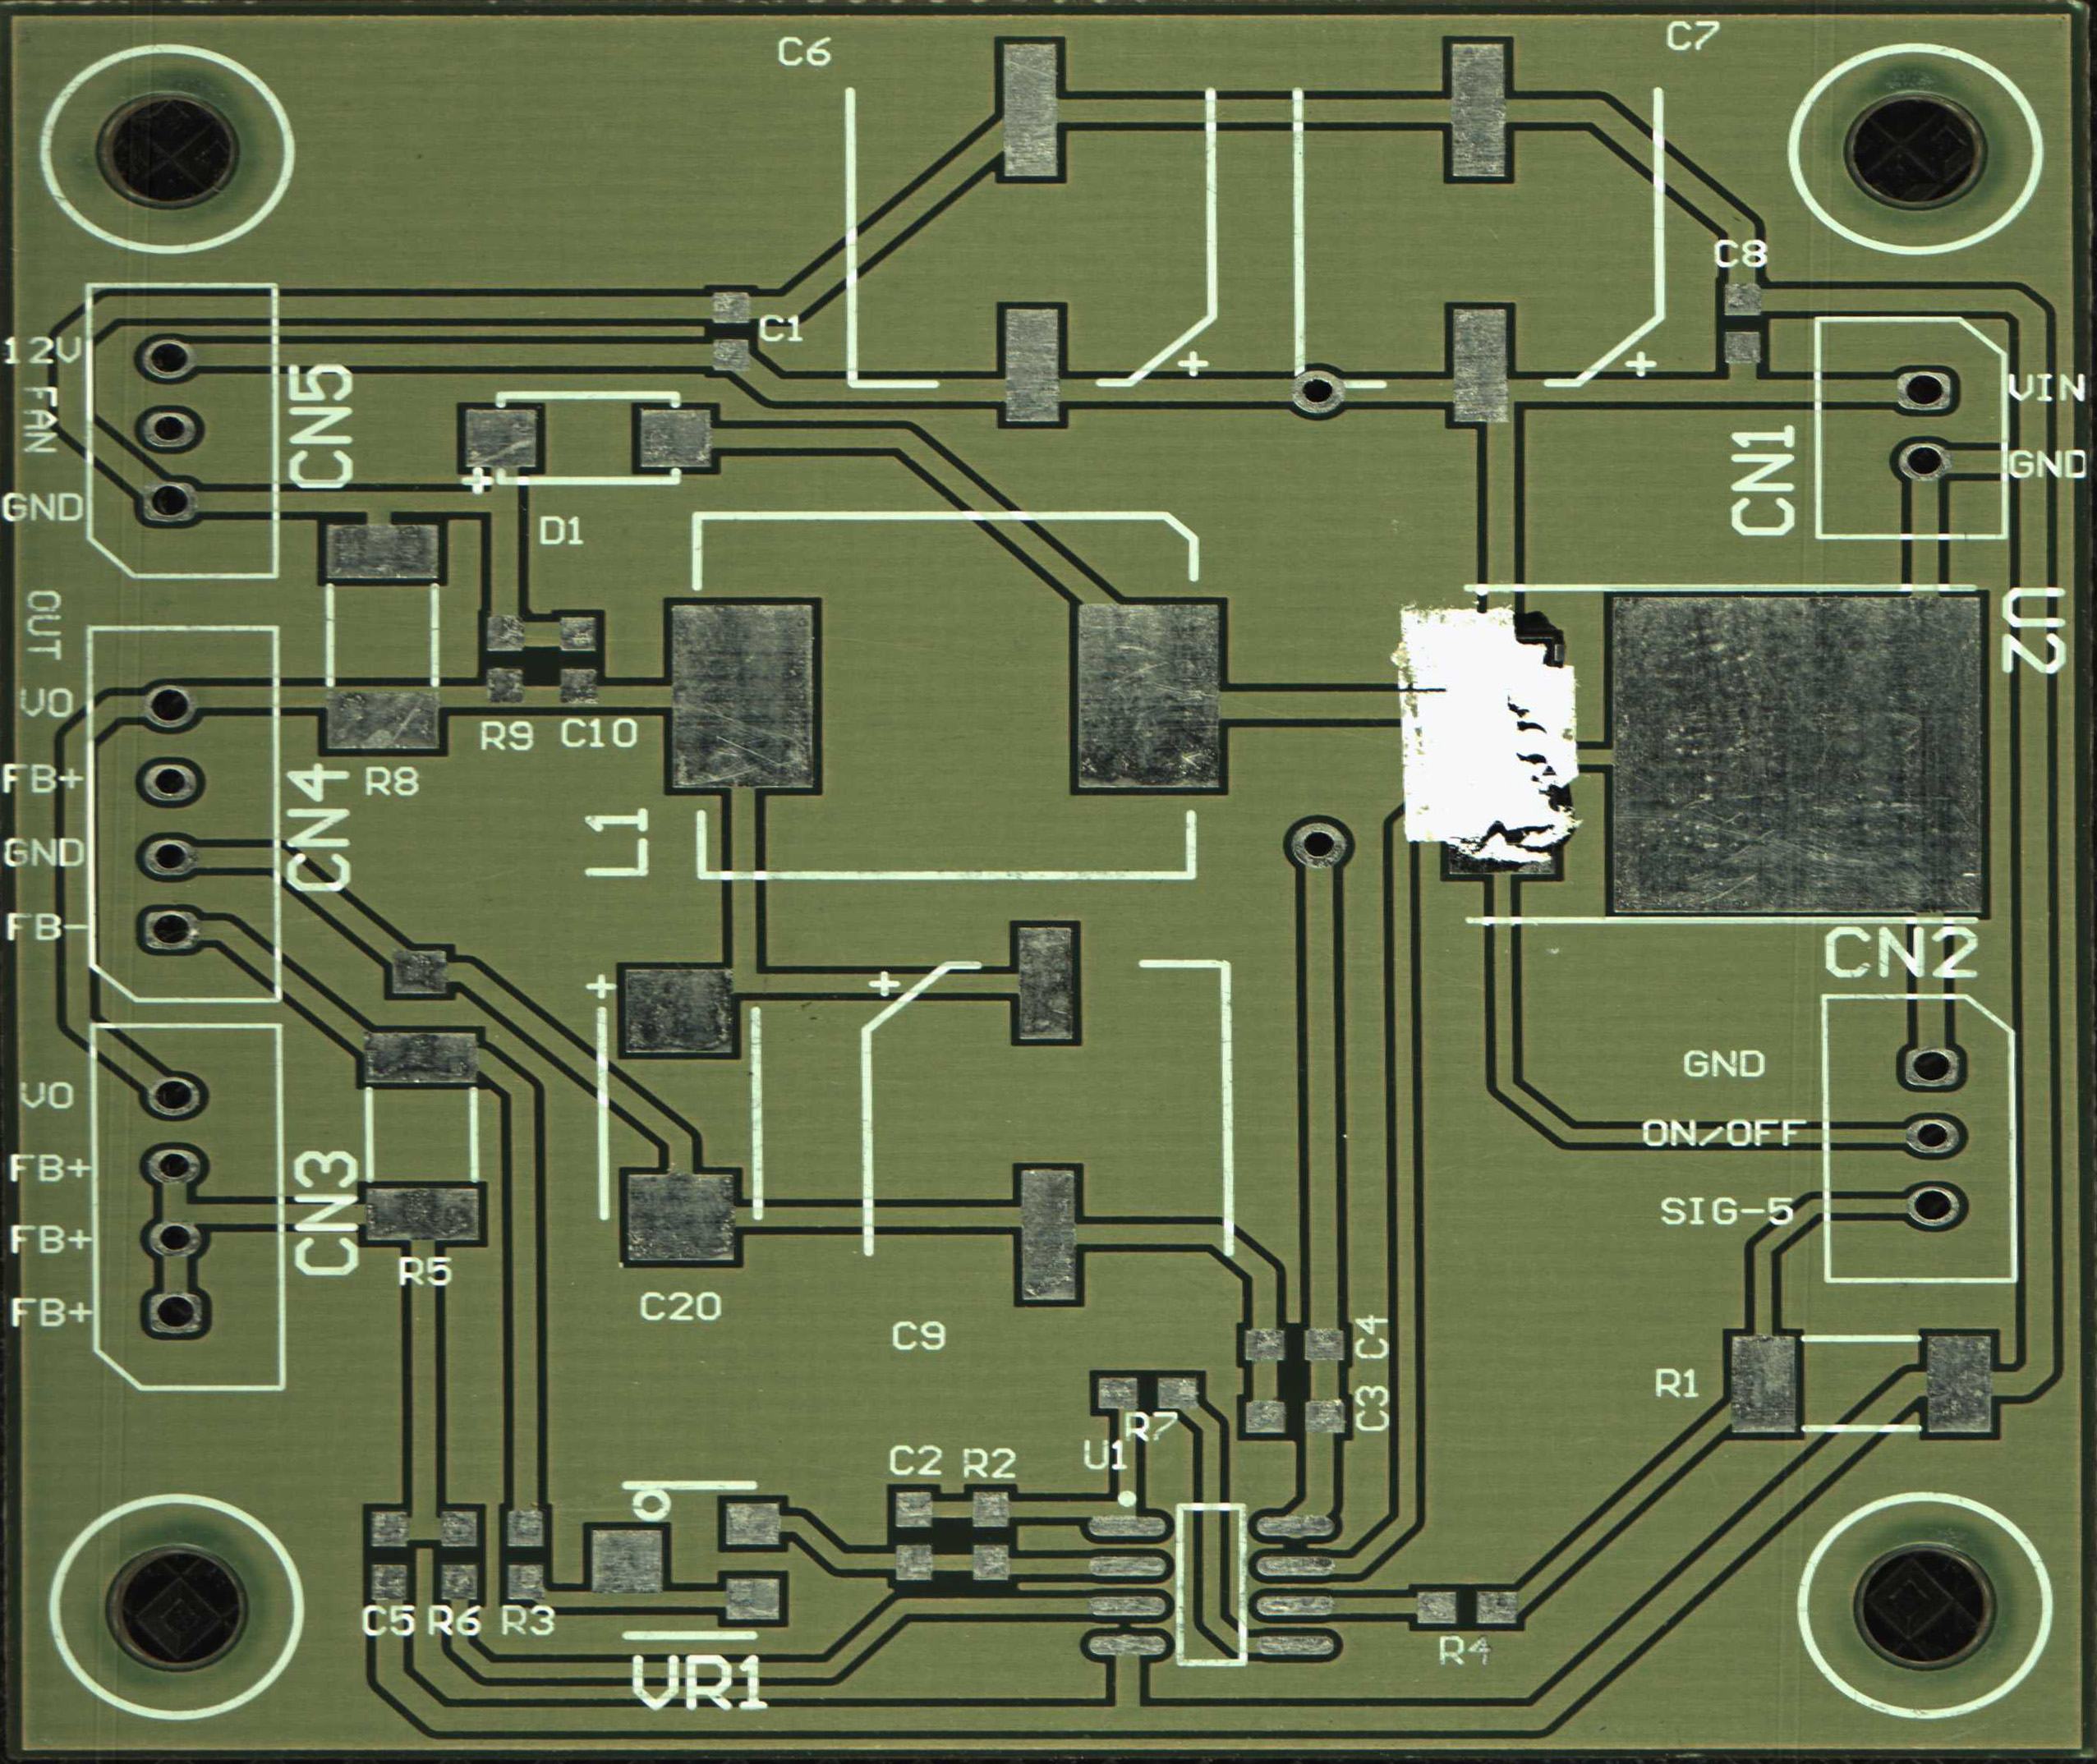 C6
C7
C8
C1
12V
FAN
GND
CN5
VIN
GND
CN1
D1
OUT
VO
FB+
GND
FB-
CN4
R8
R9
C10
L1
U2
CN2
GND
ON/OFF
SIG-5
VO
FB+
FB+
FB+
CN3
R5
C20
C9
C4
C3
R1
R7
U1
C2
R2
C5
R6
R3
VR1
R4
+
+
+
+
+